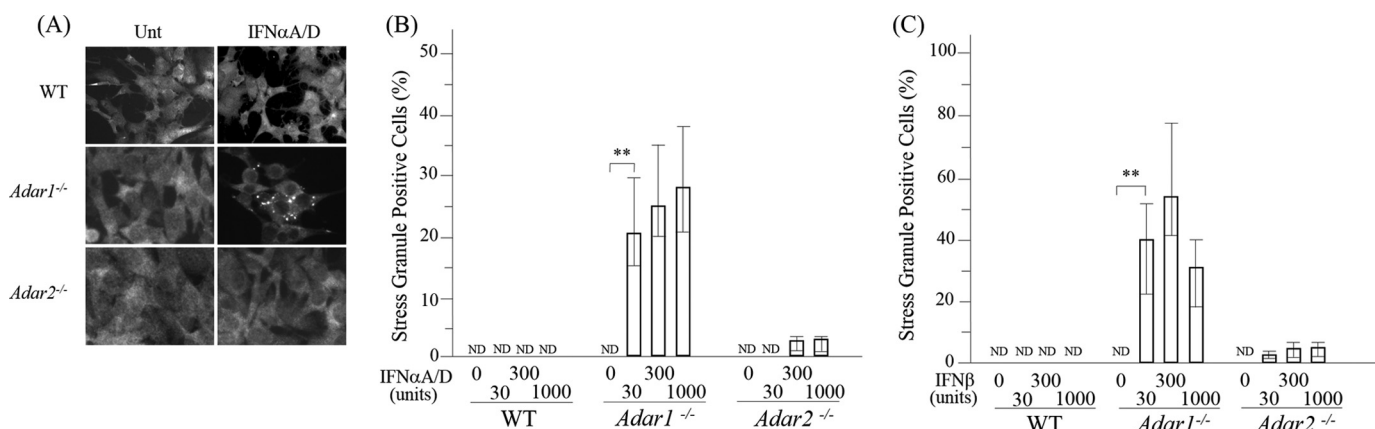 (A)
Unt IFNαA/D
WT
Adar1-/-
Adar2-/-
(B)
Stress Granule Positive Cells (%)
50
40
30
20
10
0
**
ND ND ND ND ND ND ND
IFNαA/D 0 300 0 300 0 300
(units) 30 1000 30 1000 30 1000
WT Adar1 -/- Adar2 -/-
(C)
Stress Granule Positive Cells (%)
100
80
60
40
20
0
**
ND ND ND ND ND ND
IFNβ 0 300 0 300 0 300
(units) 30 1000 30 1000 30 1000
WT Adar1-/- Adar2 -/-